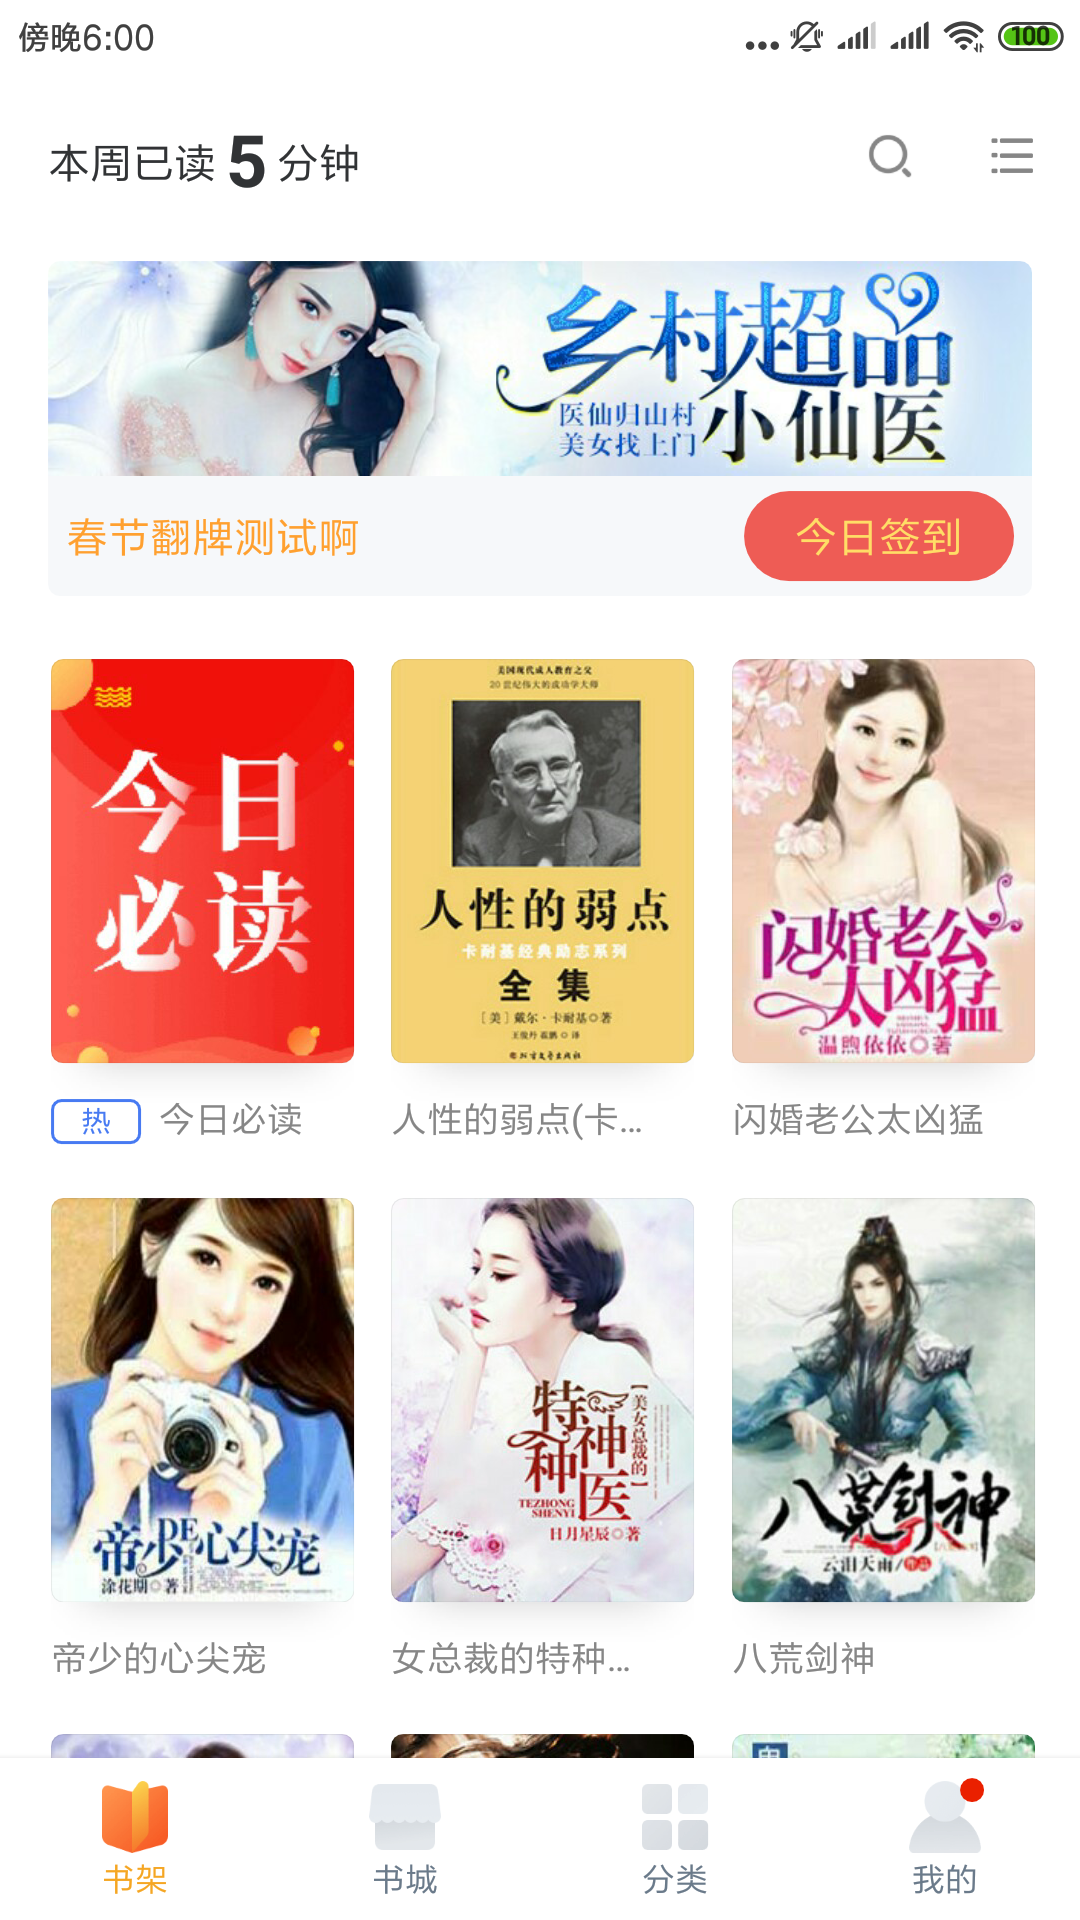 傍晚6:00
100
本周已读 5 分钟
乡村超品
小仙医
医仙归山村
美女找上门
春节翻牌测试啊
今日签到
今日
必读
美国现代成人教育之父
20世纪伟大的成功学大师
人性的弱点
卡耐基经典励志系列
全集
[美]戴尔·卡耐基◎著
闪婚老公
太凶猛
温煦依依◎著
热 今日必读
人性的弱点(卡...
闪婚老公太凶猛
帝少DE心尖宠
涂花期◎著
【美女总裁的】
特种神医
TEZHONG
SHENYI
日月星辰◎著
八荒剑神
云泪天雨/作品
帝少的心尖宠
女总裁的特种...
八荒剑神
书架
书城
分类
我的